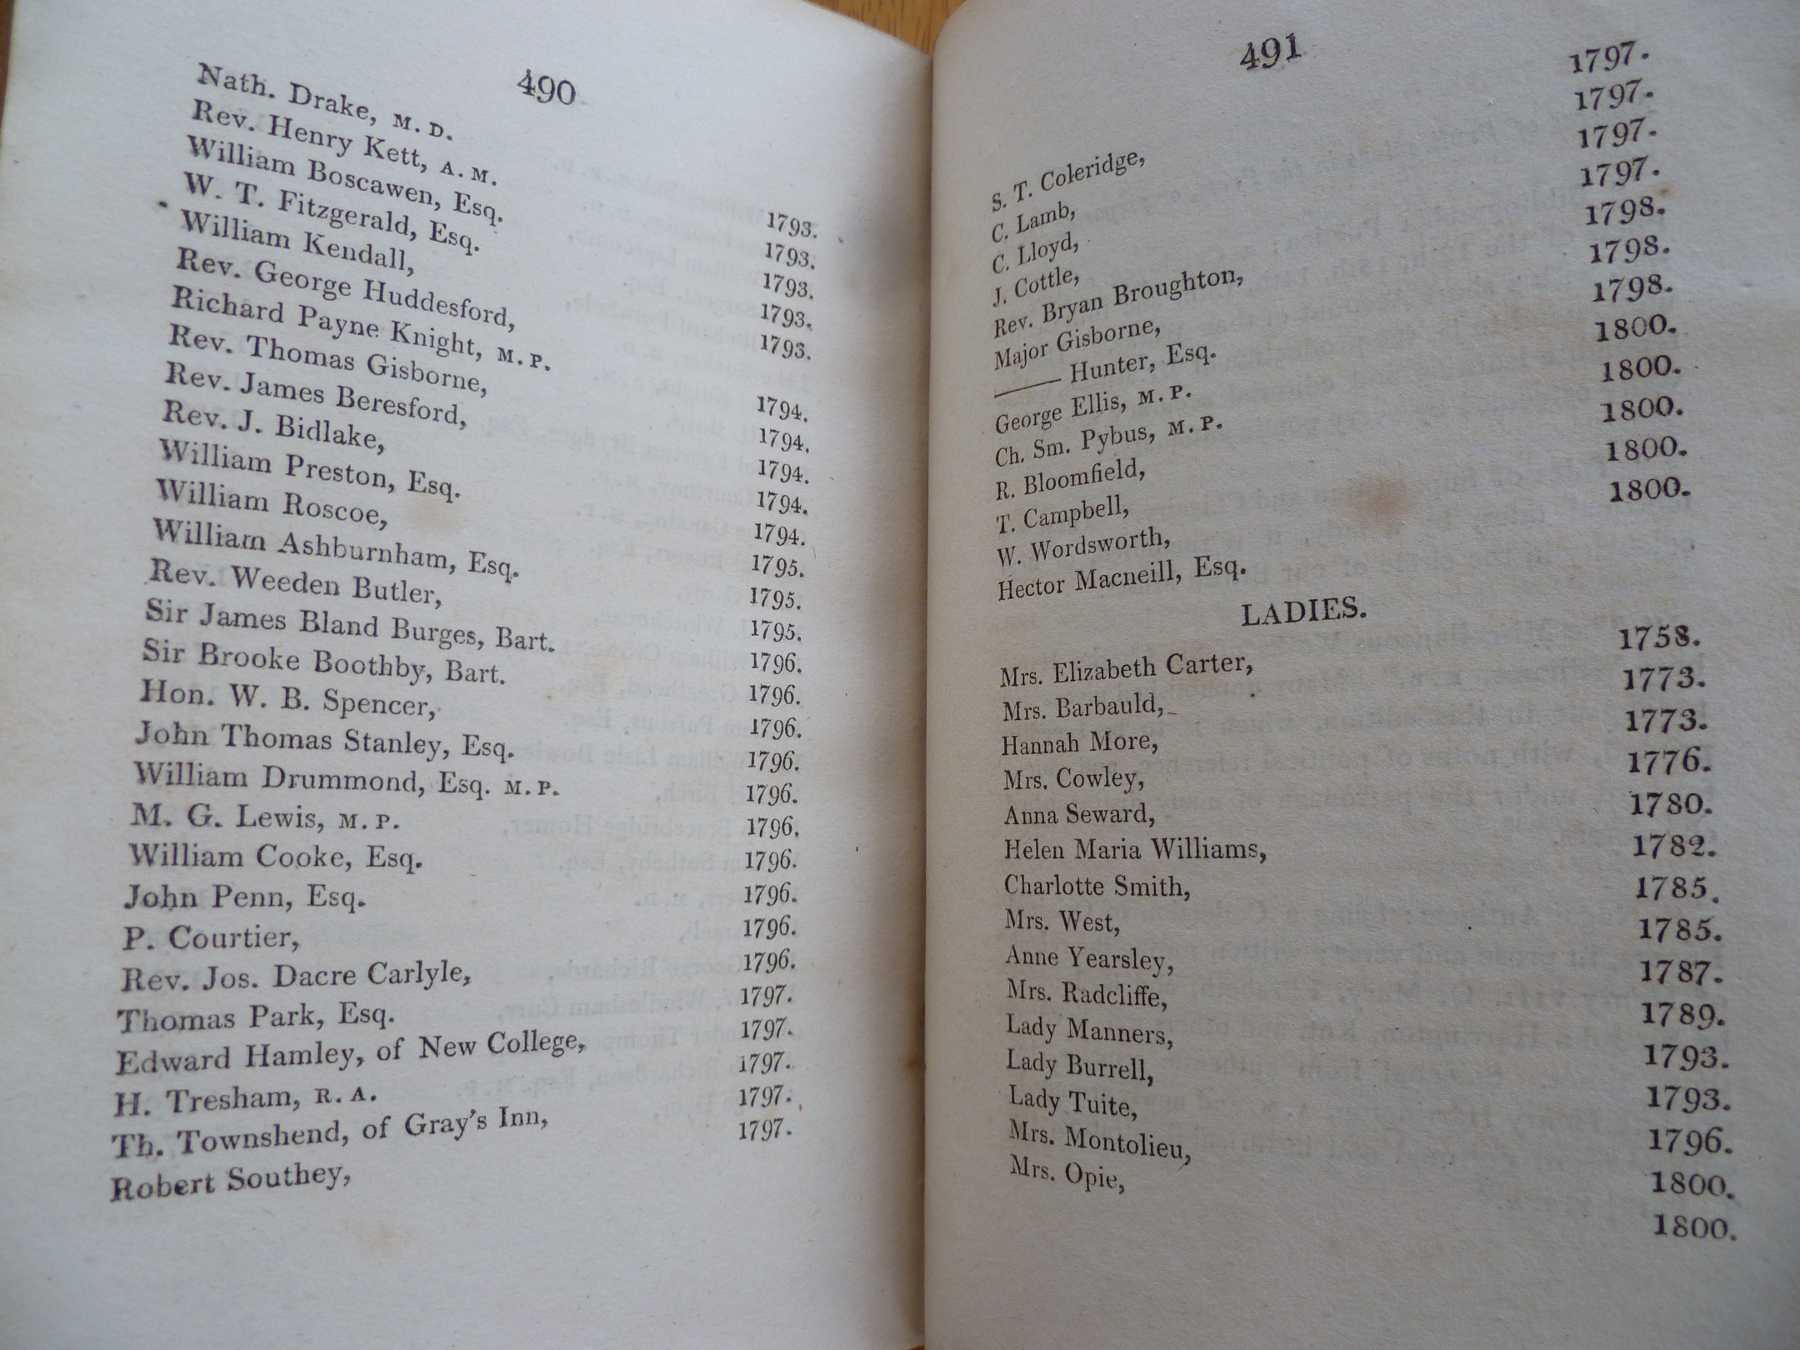 490
Nath. Drake, M. D. 1793.
Rev. Henry Kett, A. M. 1793.
William Boscawen, Esq. 1793.
W. T. Fitzgerald, Esq. 1793.
William Kendall, 1793.
Rev. George Huddesford,
Richard Payne Knight, M. P. 1794.
Rev. Thomas Gisborne, 1794.
Rev. James Beresford, 1794.
Rev. J. Bidlake, 1794.
William Preston, Esq. 1794.
William Roscoe, 1795.
William Ashburnham, Esq. 1795.
Rev. Weeden Butler, 1795.
Sir James Bland Burges, Bart. 1796.
Sir Brooke Boothby, Bart. 1796.
Hon. W. B. Spencer, 1796.
John Thomas Stanley, Esq. 1796.
William Drummond, Esq. M. P. 1796.
M. G. Lewis, M. P. 1796.
William Cooke, Esq. 1796.
John Penn, Esq. 1796.
P. Courtier, 1796.
Rev. Jos. Dacre Carlyle, 1796.
Thomas Park, Esq. 1797.
Edward Hamley, of New College, 1797.
H. Tresham, R. A. 1797.
Th. Townshend, of Gray's Inn, 1797.
Robert Southey, 1797.
491
S. T. Coleridge, 1797.
C. Lamb, 1797.
C. Lloyd, 1797.
J. Cottle, 1797.
Rev. Bryan Broughton, 1798.
Major Gisborne, 1798.
—— Hunter, Esq. 1798.
George Ellis, M. P. 1800.
Ch. Sm. Pybus, M. P. 1800.
R. Bloomfield, 1800.
T. Campbell, 1800.
W. Wordsworth, 1800.
Hector Macneill, Esq.
LADIES.
Mrs. Elizabeth Carter, 1758.
Mrs. Barbauld, 1773.
Hannah More, 1773.
Mrs. Cowley, 1776.
Anna Seward, 1780.
Helen Maria Williams, 1782.
Charlotte Smith, 1785.
Mrs. West, 1785.
Anne Yearsley, 1787.
Mrs. Radcliffe, 1789.
Lady Manners, 1793.
Lady Burrell, 1793.
Lady Tuite, 1796.
Mrs. Montolieu, 1800.
Mrs. Opie, 1800.